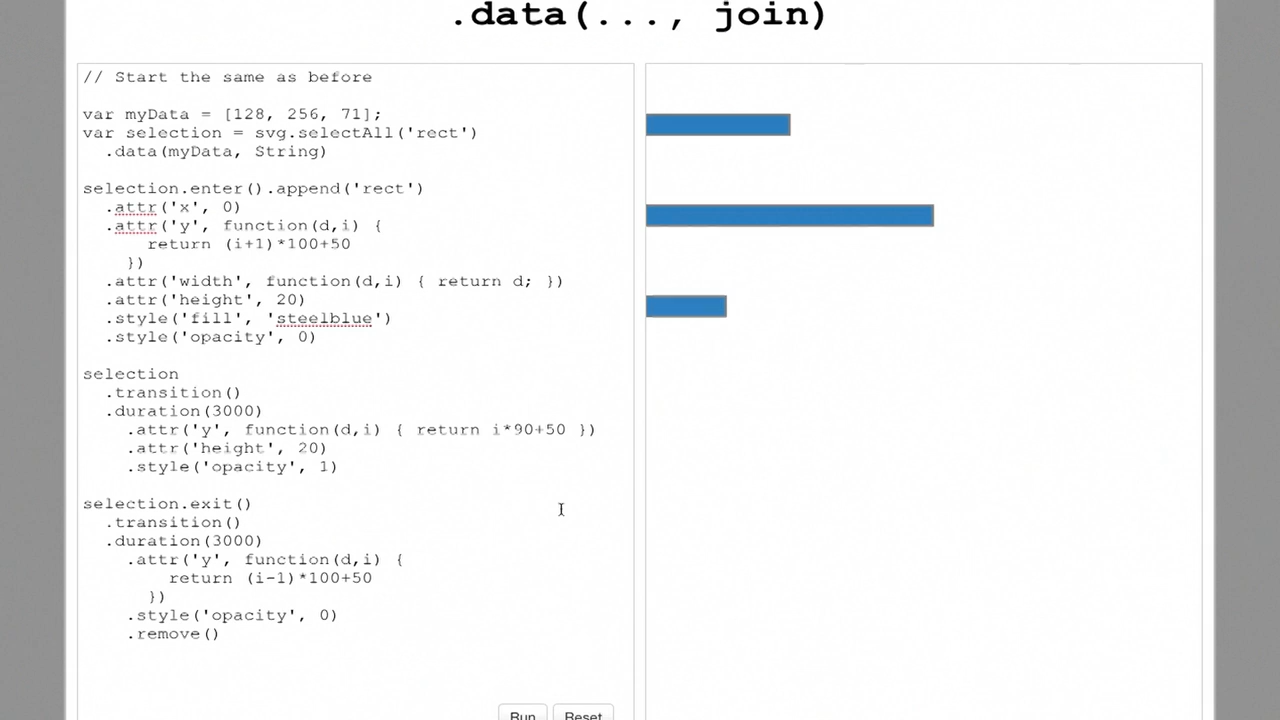 .data(..., join)
// Start the same as before
var myData = [128, 256, 71];
var selection = svg.selectAll('rect')
.data(myData, String)
selection.enter().append('rect')
.attr('x', 0)
.attr('y', function(d,i) {
return (i+1)*100+50
})
.attr('width', function(d,i) { return d; })
.attr('height', 20)
.style('fill', 'steelblue')
.style('opacity', 0)
selection
.transition()
.duration(3000)
.attr('y', function(d,i) { return i*90+50 })
.attr('height', 20)
.style('opacity', 1)
selection.exit()
.transition()
.duration(3000)
.attr('y', function(d,i) {
return (i-1)*100+50
})
.style('opacity', 0)
.remove()
Run Reset